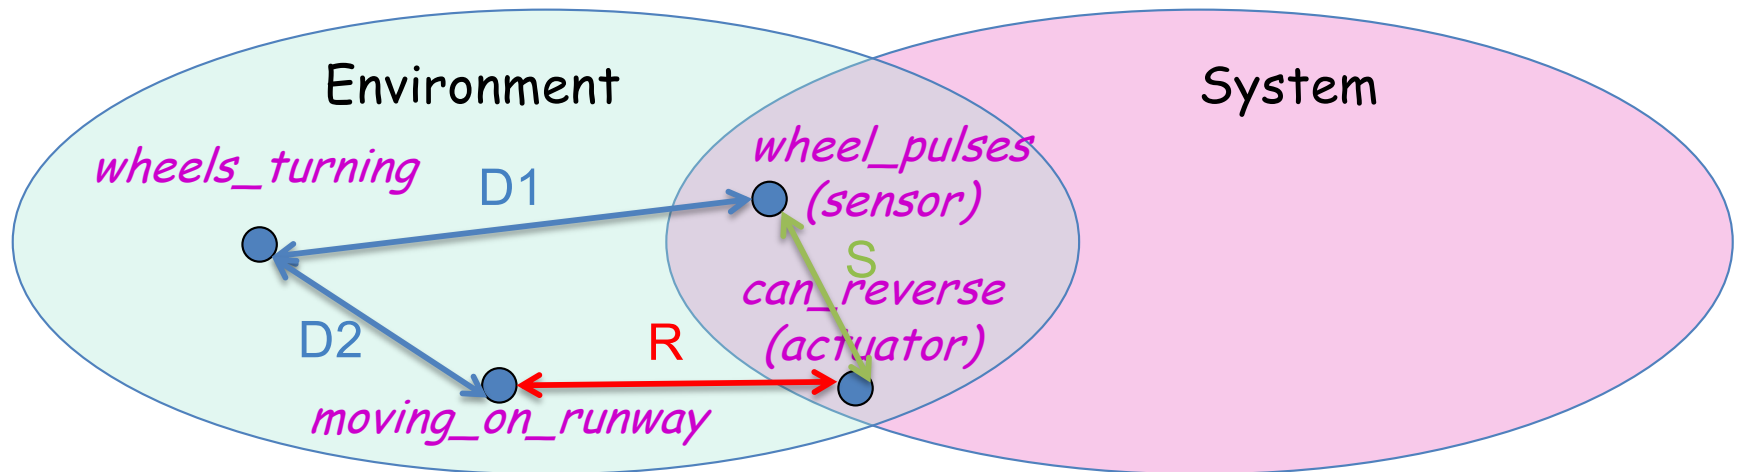 Environment
System
wheels_turning
D1
wheel_pulses
(sensor)
S
can_reverse
(actuator)
D2
R
moving_on_runway